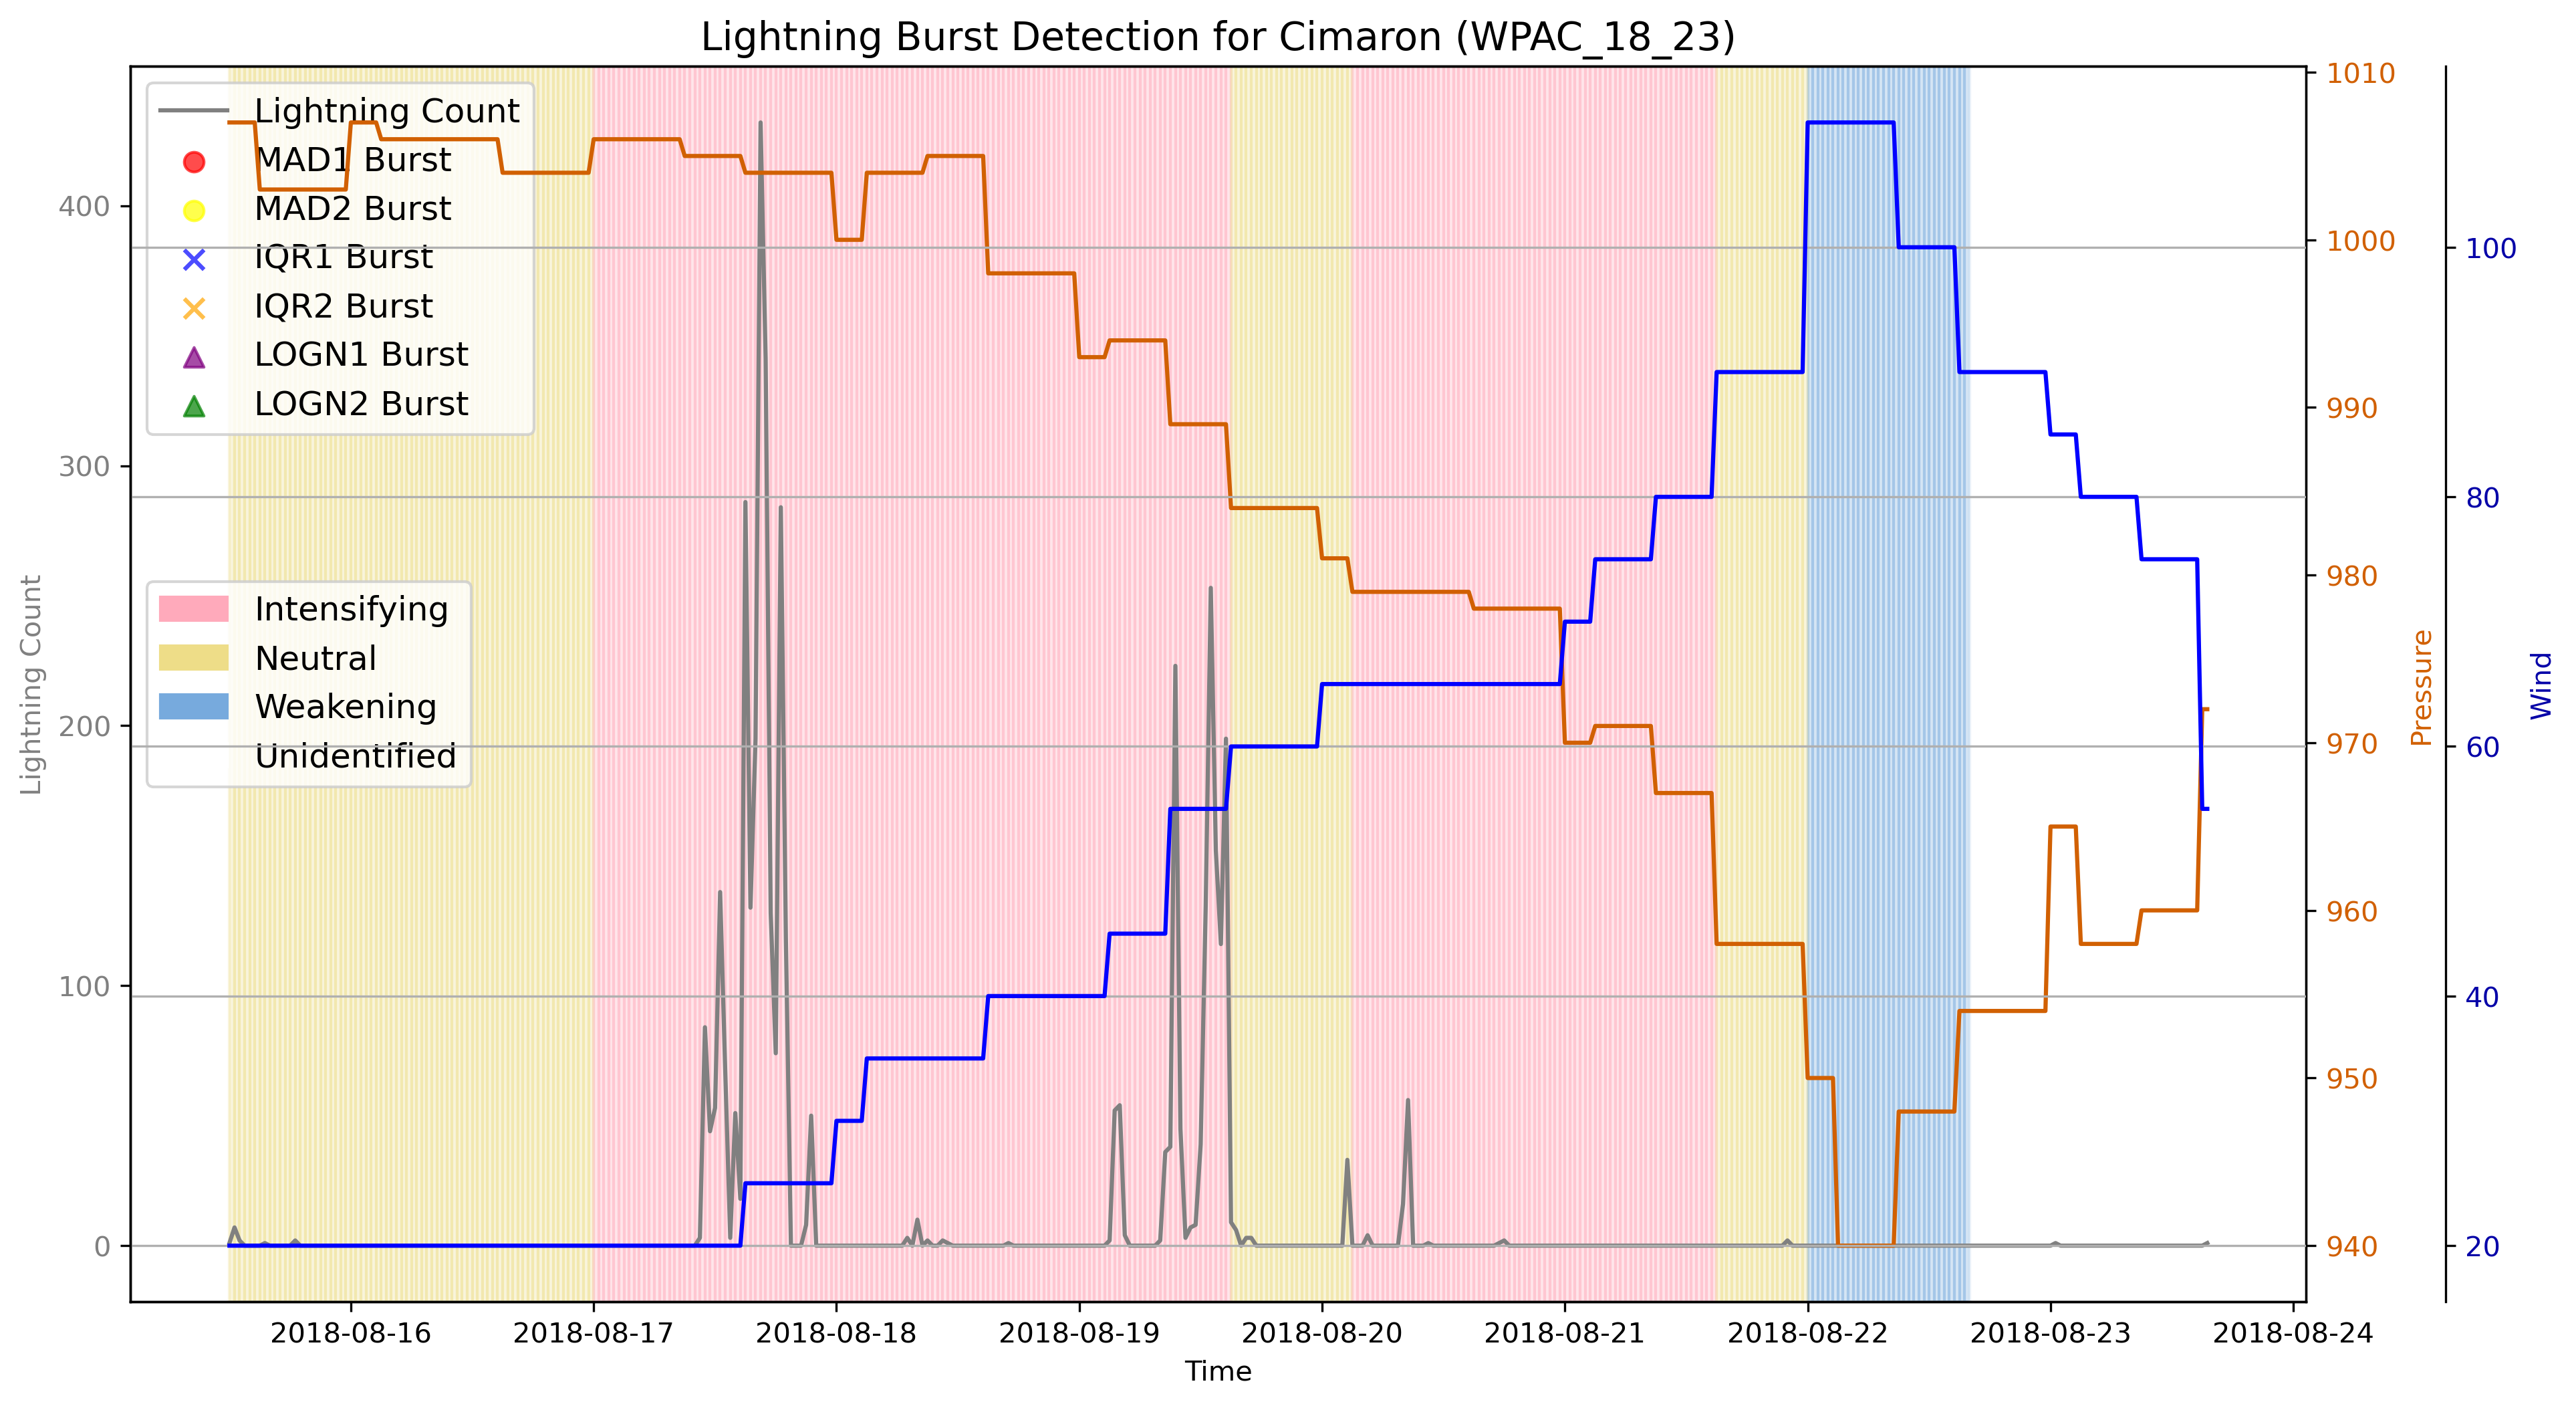 Lightning Burst Detection for Cimaron (WPAC_18_23)
Lightning Count
MAD1 Burst
MAD2 Burst
IQR1 Burst
IQR2 Burst
LOGN1 Burst
LOGN2 Burst
Intensifying
Neutral
Weakening
Unidentified
Lightning Count
400
300
200
100
0
1010
1000
990
980
970
960
950
940
Pressure
100
80
60
40
20
Wind
2018-08-16 2018-08-17 2018-08-18 2018-08-19 2018-08-20 2018-08-21 2018-08-22 2018-08-23 2018-08-24
Time